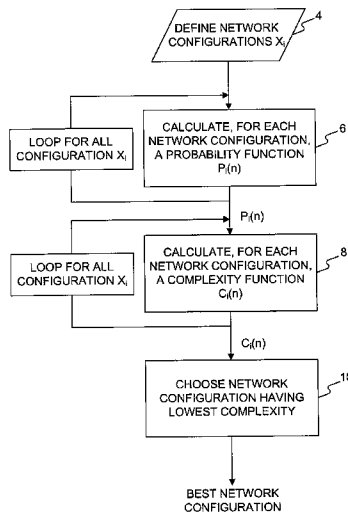 DEFINE NETWORK
CONFIGURATIONS Xi
4
LOOP FOR ALL
CONFIGURATION Xi
CALCULATE, FOR EACH
NETWORK CONFIGURATION,
A PROBABILITY FUNCTION
Pi(n)
6
Pi(n)
LOOP FOR ALL
CONFIGURATION Xi
CALCULATE, FOR EACH
NETWORK CONFIGURATION,
A COMPLEXITY FUNCTION
Ci(n)
8
Ci(n)
CHOOSE NETWORK
CONFIGURATION HAVING
LOWEST COMPLEXITY
10
BEST NETWORK
CONFIGURATION